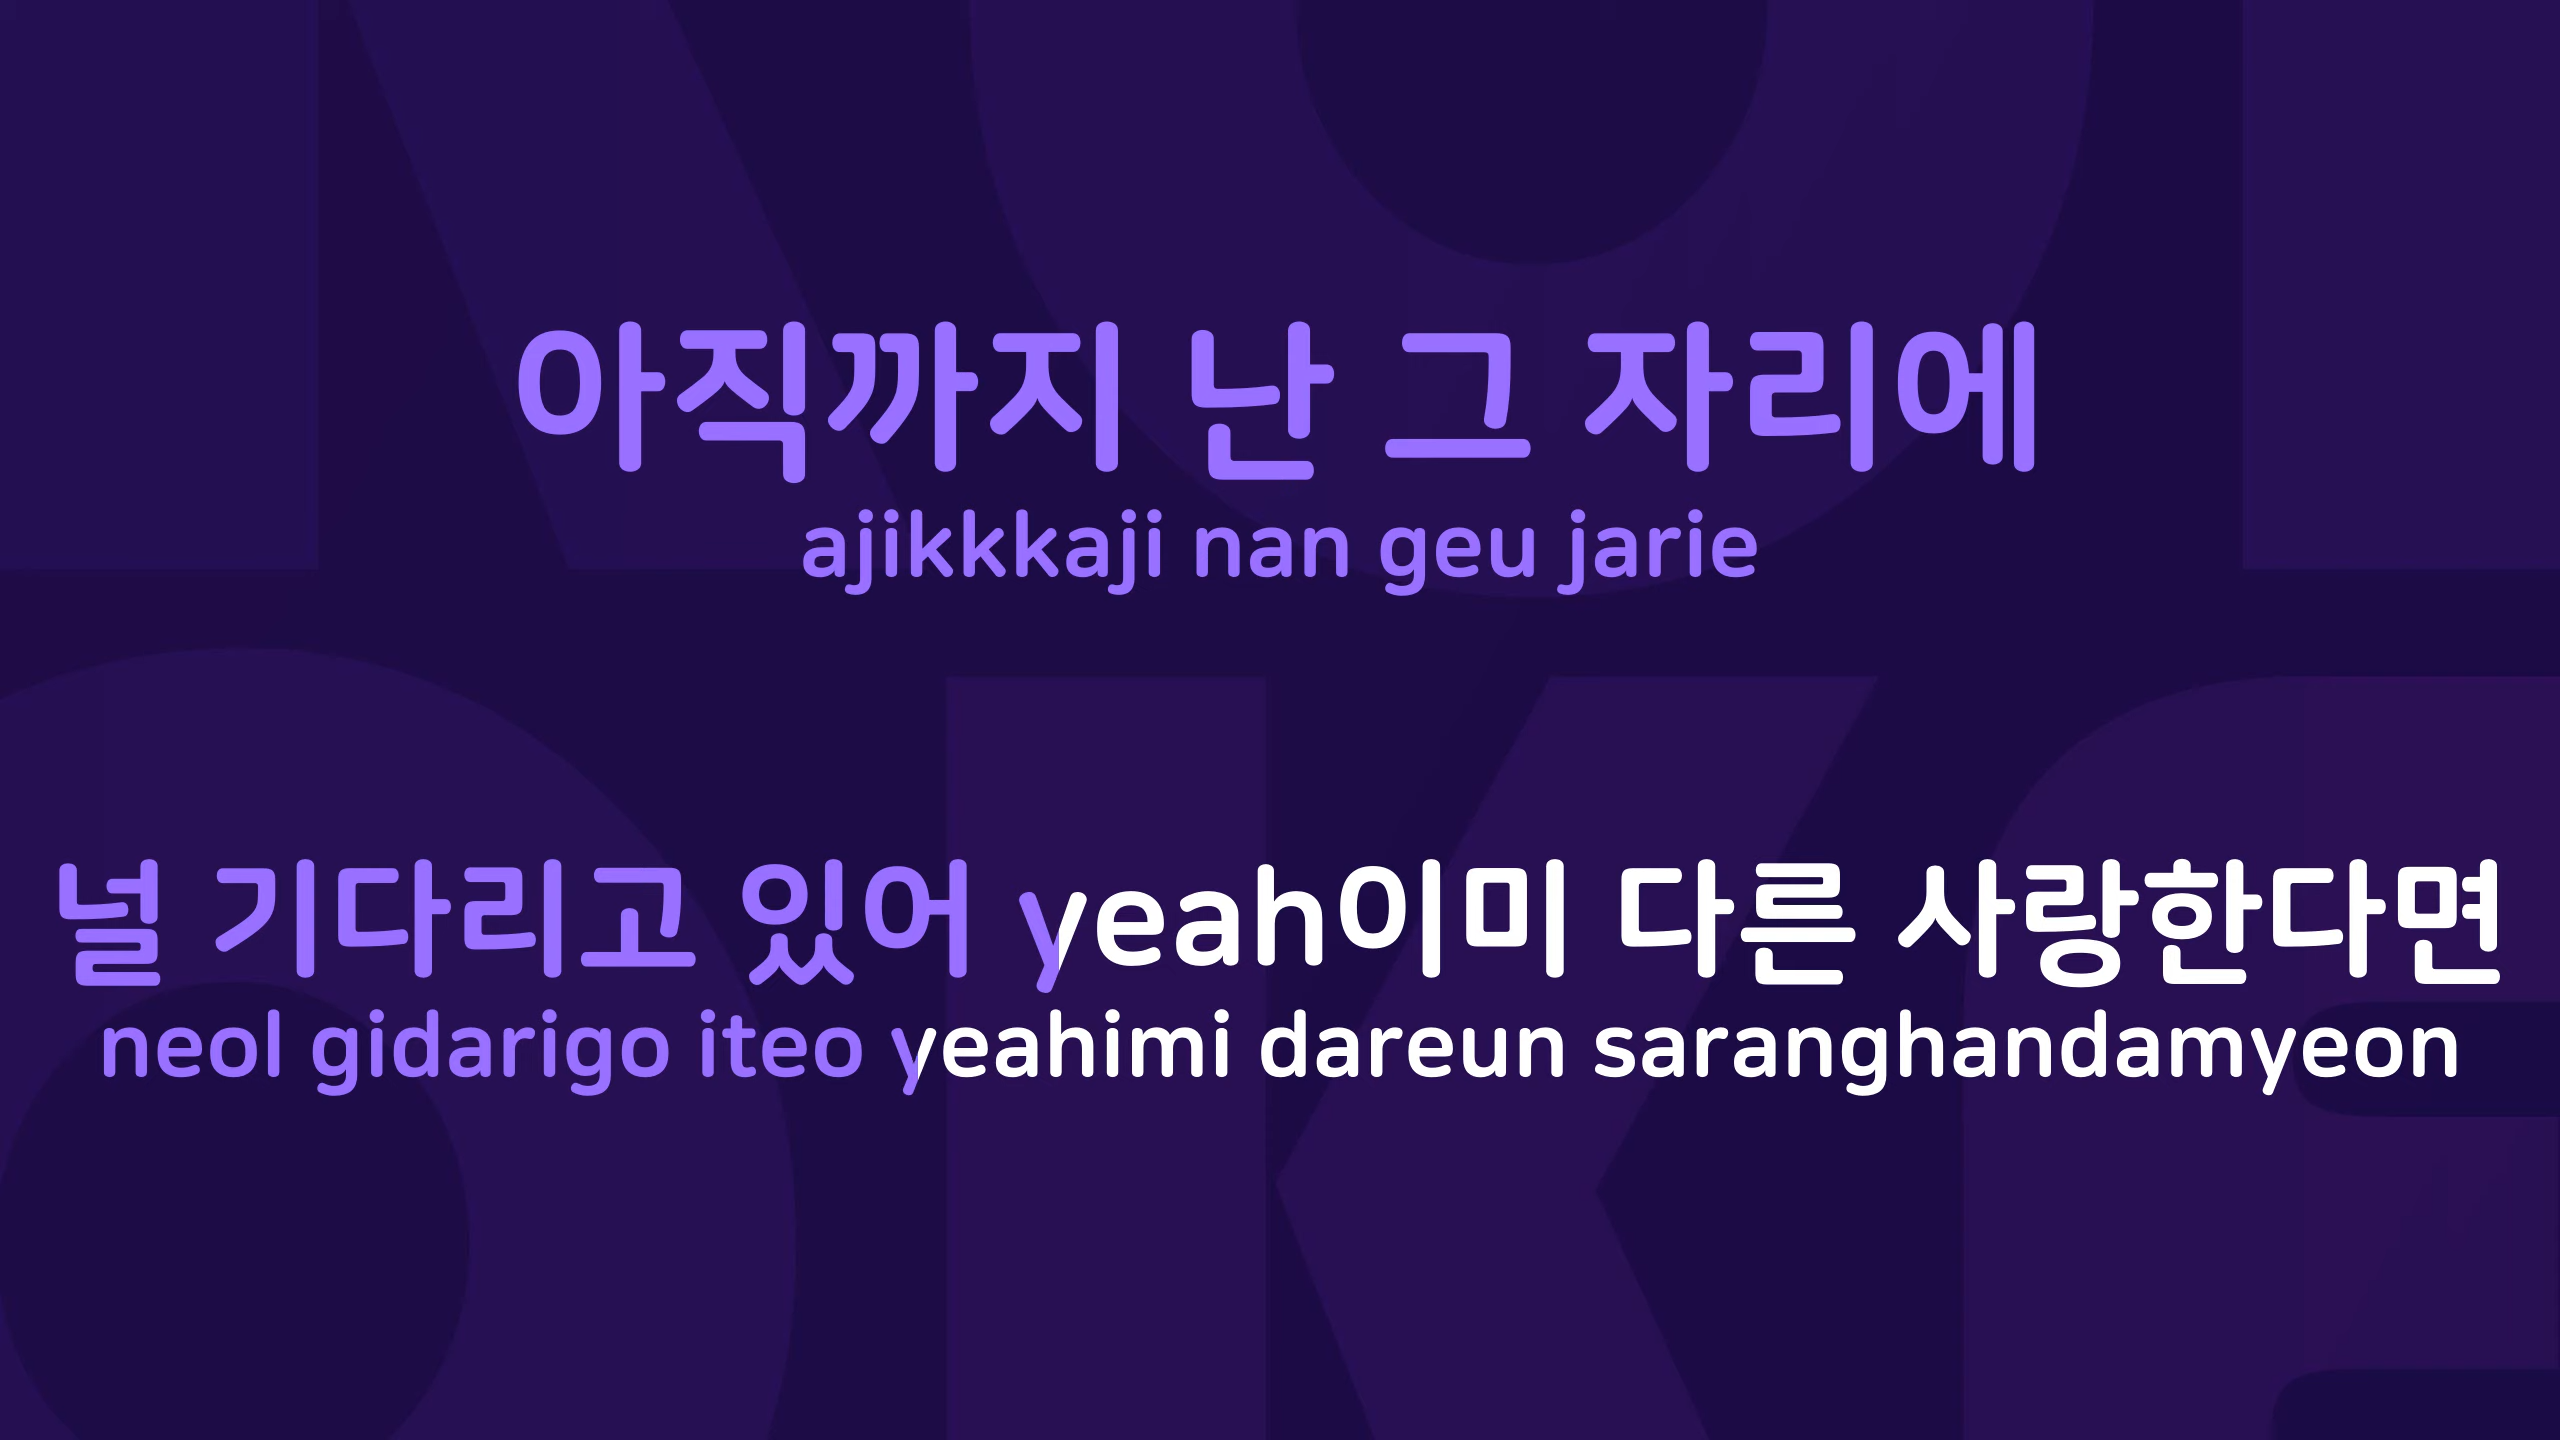 아직까지 난 그 자리에
ajikkkaji nan geu jarie
널 기다리고 있어 yeah이미 다른 사랑한다면
neol gidarigo iteo yeahimi dareun saranghandamyeon